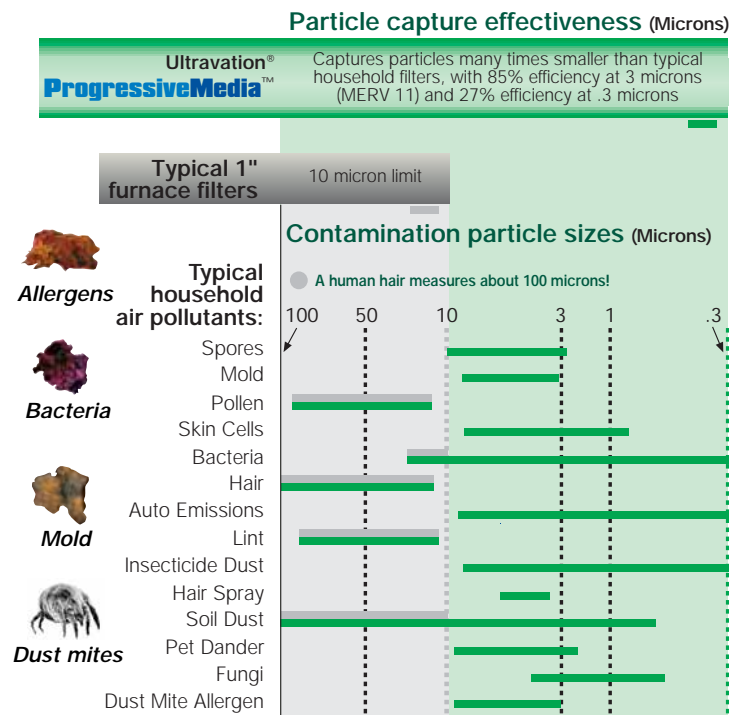 Particle capture effectiveness (Microns)
Ultravation®
ProgressiveMedia™
Captures particles many times smaller than typical
household filters, with 85% efficiency at 3 microns
(MERV 11) and 27% efficiency at .3 microns
Typical 1"
furnace filters
10 micron limit
Contamination particle sizes (Microns)
A human hair measures about 100 microns!
Typical
household
air pollutants:
100 50 10 3 1 .3
Allergens
Spores
Mold
Pollen
Bacteria
Skin Cells
Bacteria
Hair
Auto Emissions
Mold
Lint
Insecticide Dust
Hair Spray
Soil Dust
Dust mites
Pet Dander
Fungi
Dust Mite Allergen